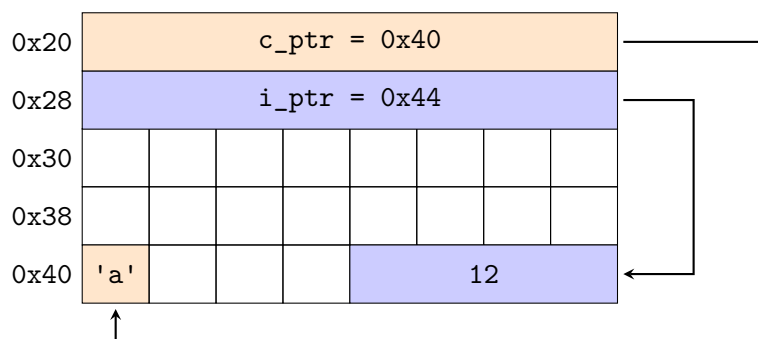 0x20 c_ptr = 0x40
0x28 i_ptr = 0x44
0x30
0x38
0x40 'a' 12